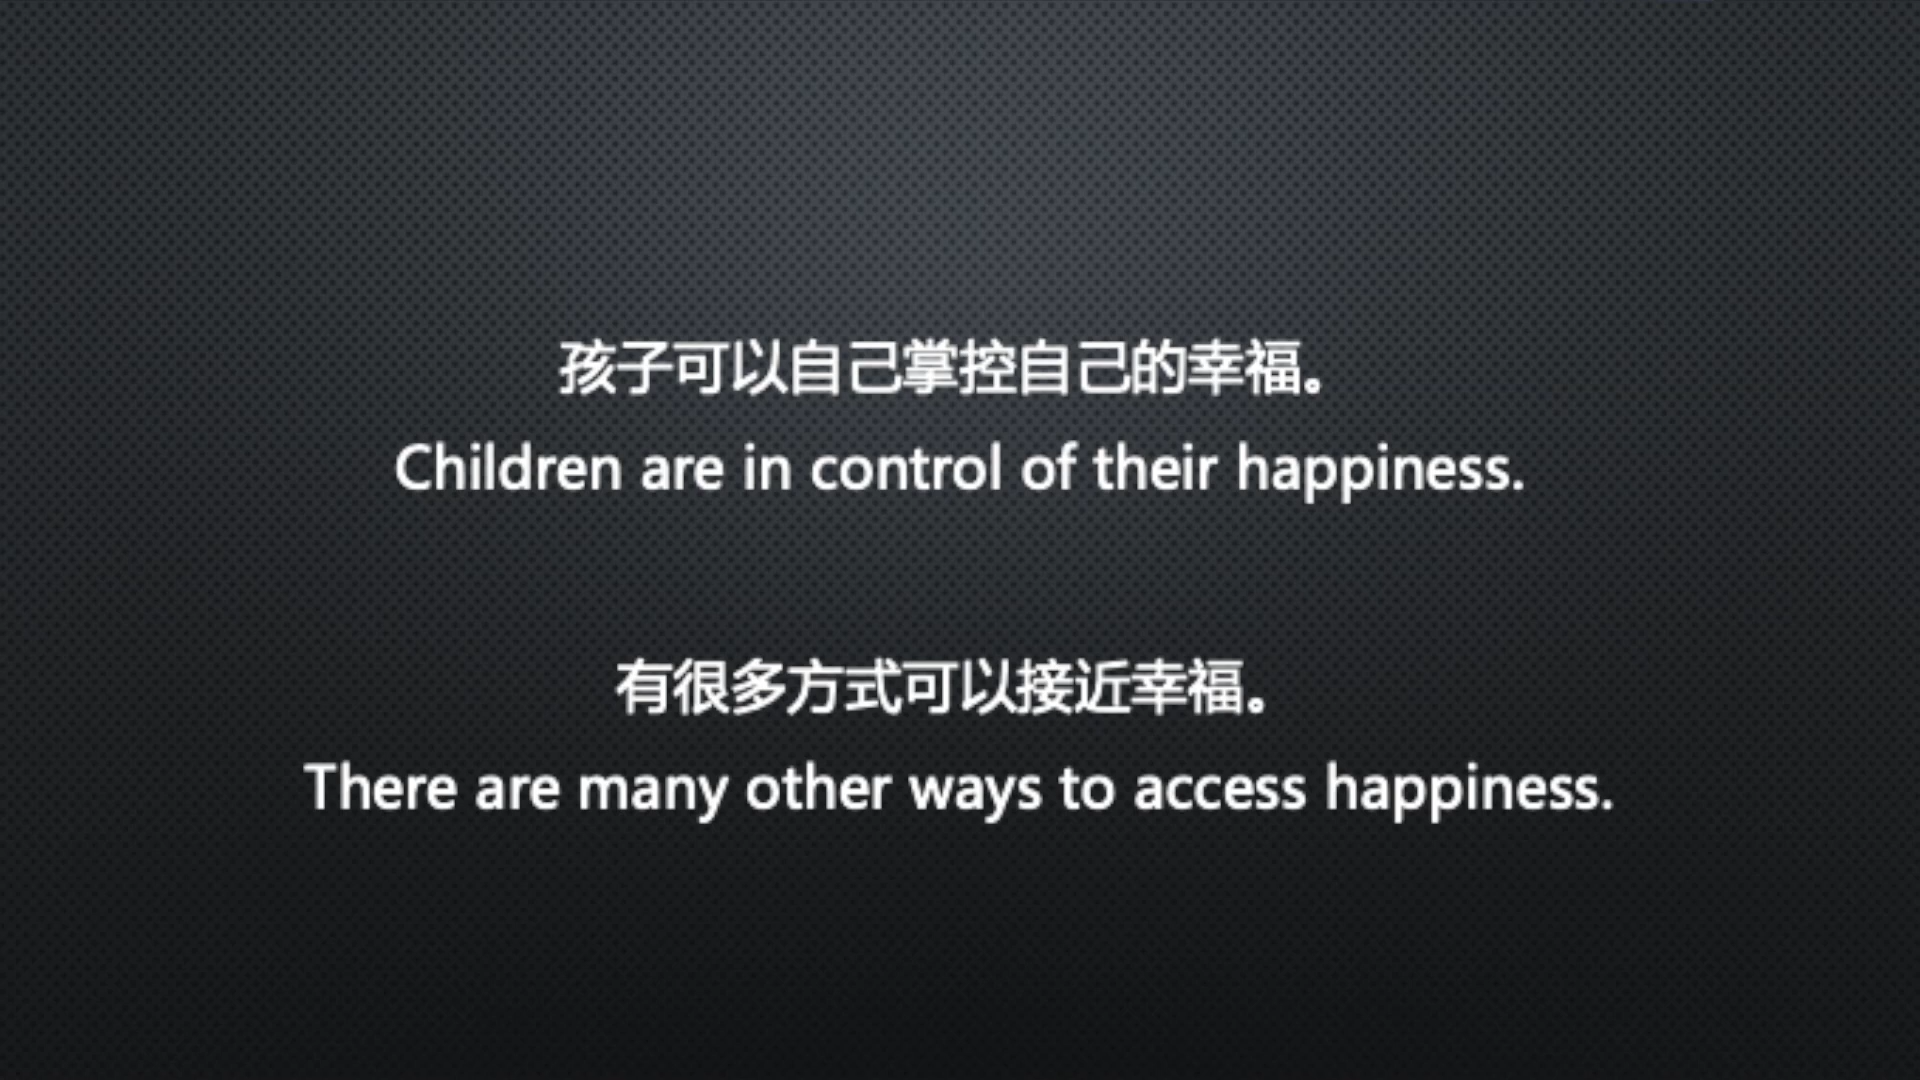 孩子可以自己掌控自己的幸福。
Children are in control of their happiness.
有很多方式可以接近幸福。
There are many other ways to access happiness.